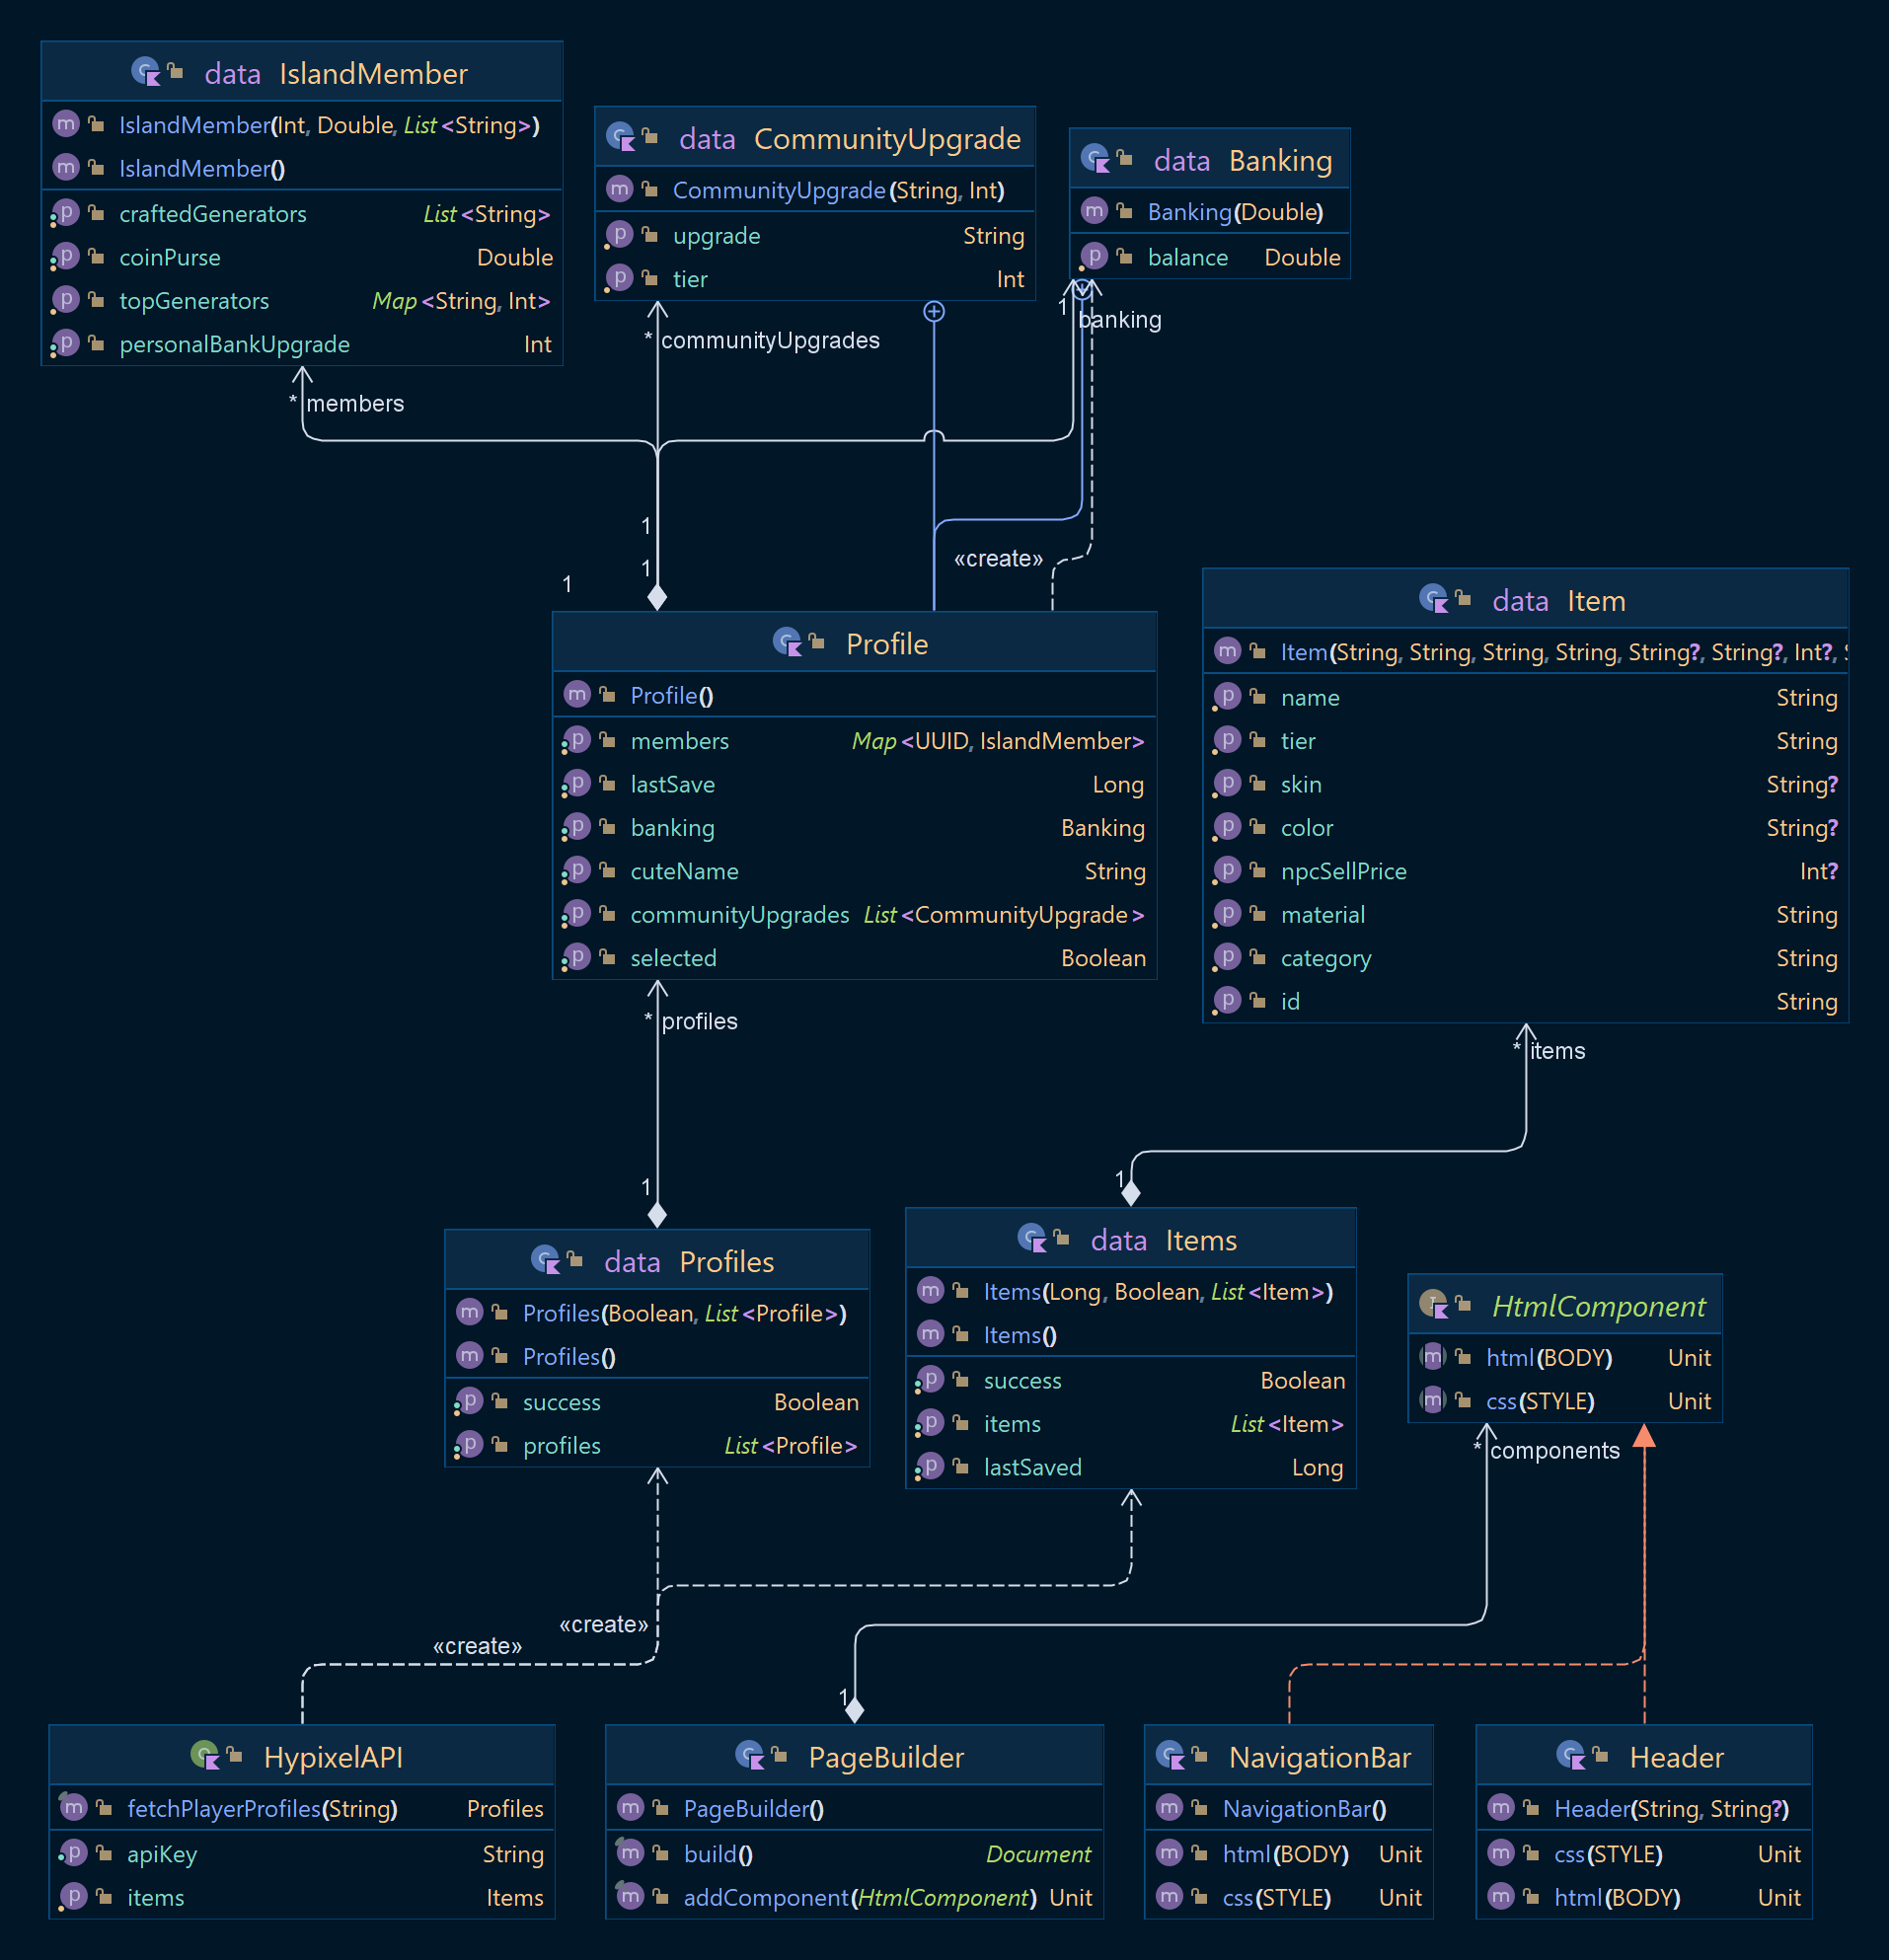 data IslandMember
IslandMember(Int, Double, List<String>)
IslandMember()
craftedGenerators List<String>
coinPurse Double
topGenerators Map<String, Int>
personalBankUpgrade Int
data CommunityUpgrade
CommunityUpgrade(String, Int)
upgrade String
tier Int
data Banking
Banking(Double)
balance Double
1
banking
* communityUpgrades
* members
1
1
1
«create»
Profile
Profile()
members Map<UUID, IslandMember>
lastSave Long
banking Banking
cuteName String
communityUpgrades List<CommunityUpgrade>
selected Boolean
data Item
Item(String, String, String, String, String?, String?, Int?, S
name String
tier String
skin String?
color String?
npcSellPrice Int?
material String
category String
id String
* profiles
* items
1
1
data Profiles
Profiles(Boolean, List<Profile>)
Profiles()
success Boolean
profiles List<Profile>
data Items
Items(Long, Boolean, List<Item>)
Items()
success Boolean
items List<Item>
lastSaved Long
HtmlComponent
html(BODY) Unit
css(STYLE) Unit
* components
«create»
«create»
1
HypixelAPI
fetchPlayerProfiles(String) Profiles
apiKey String
items Items
PageBuilder
PageBuilder()
build() Document
addComponent(HtmlComponent) Unit
NavigationBar
NavigationBar()
html(BODY) Unit
css(STYLE) Unit
Header
Header(String, String?)
css(STYLE) Unit
html(BODY) Unit